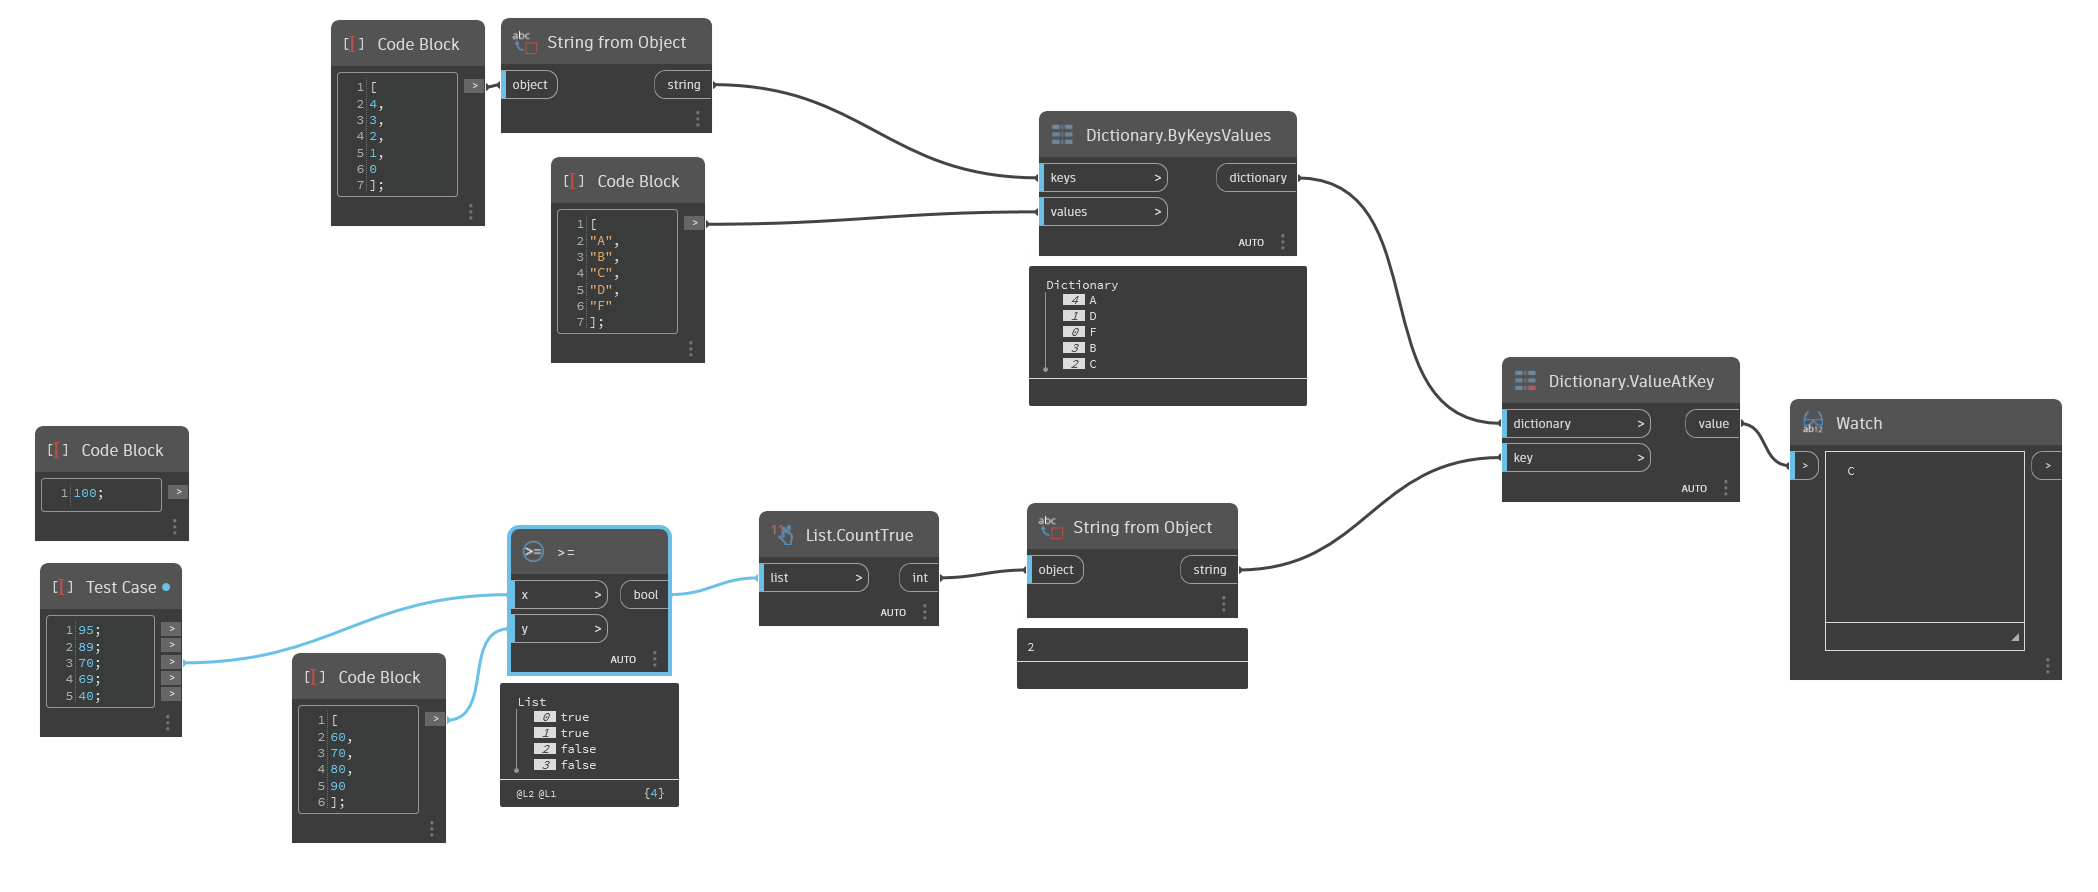 Code Block
1 [
2 4,
3 3,
4 2,
5 1,
6 0
7 ];
>
abc
String from Object
object
string
Code Block
1 [
2 "A",
3 "B",
4 "C",
5 "D",
6 "F"
7 ];
>
Dictionary.ByKeysValues
keys >
dictionary
values >
AUTO
Dictionary
4 A
1 D
0 F
3 B
2 C
Code Block
1 100;
>
Test Case
1 95;
2 89;
3 70;
4 69;
5 40;
>
>
>
>
>
Code Block
1 [
2 60,
3 70,
4 80,
5 90
6 ];
>
>= >=
x >
bool
y >
AUTO
List
0 true
1 true
2 false
3 false
@L2 @L1 {4}
List.CountTrue
list >
int
AUTO
abc
String from Object
object
string
2
Dictionary.ValueAtKey
dictionary >
value
key >
AUTO
ab12
Watch
>
C
>